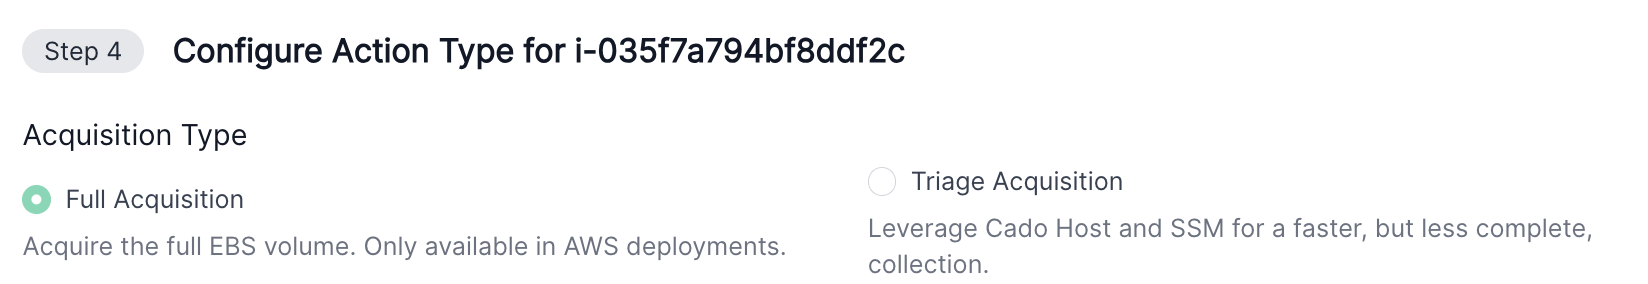 Step 4
Configure Action Type for i-035f7a794bf8ddf2c
Acquisition Type
Full Acquisition
Acquire the full EBS volume. Only available in AWS deployments.
Triage Acquisition
Leverage Cado Host and SSM for a faster, but less complete,
collection.